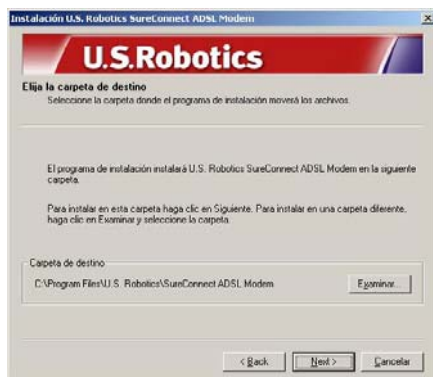 Instalación U.S. Robotics SureConnect ADSL Modem
U.S.Robotics
Elija la carpeta de destino
Seleccione la carpeta donde el programa de instalación moverá los archivos.
El programa de instalación instalará U.S. Robotics SureConnect ADSL Modem en la siguiente
carpeta.
Para instalar en esta carpeta haga clic en Siguiente. Para instalar en una carpeta diferente,
haga clic en Examinar y seleccione la carpeta.
Carpeta de destino
C:\Program Files\U.S. Robotics\SureConnect ADSL Modem
Examinar...
< Back
Next >
Cancelar